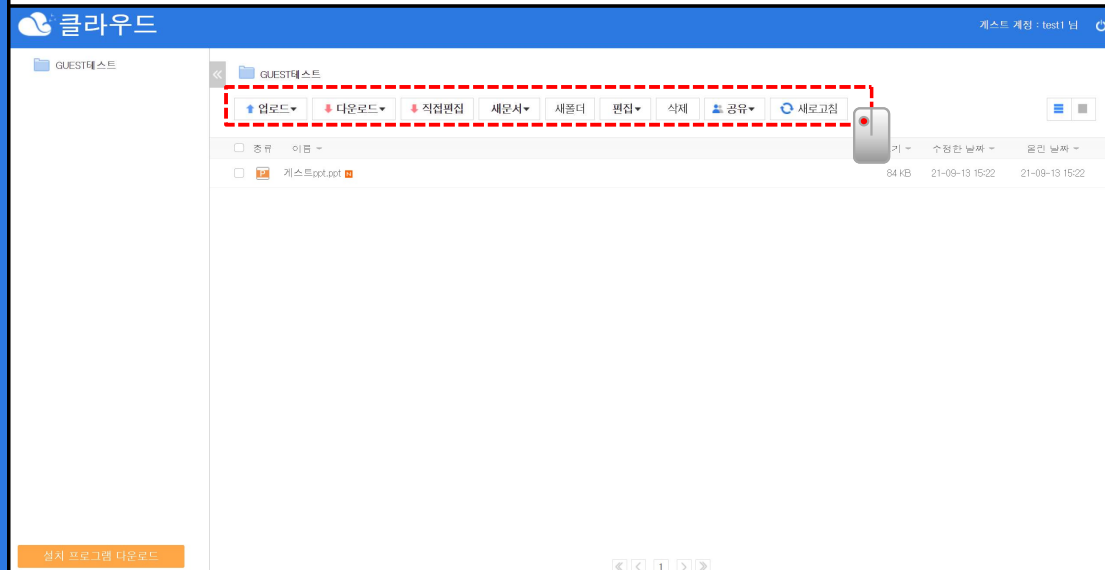 클라우드
게스트 계정 : test1 님
GUEST테스트
GUEST테스트
업로드 다운로드 직접편집 새문서 새폴더 편집 삭제 공유 새로고침
종류 이름 기 수정한 날짜 올린 날짜
P 게스트ppt.ppt N 84 KB 21-09-13 15:22 21-09-13 15:22
설치 프로그램 다운로드
1